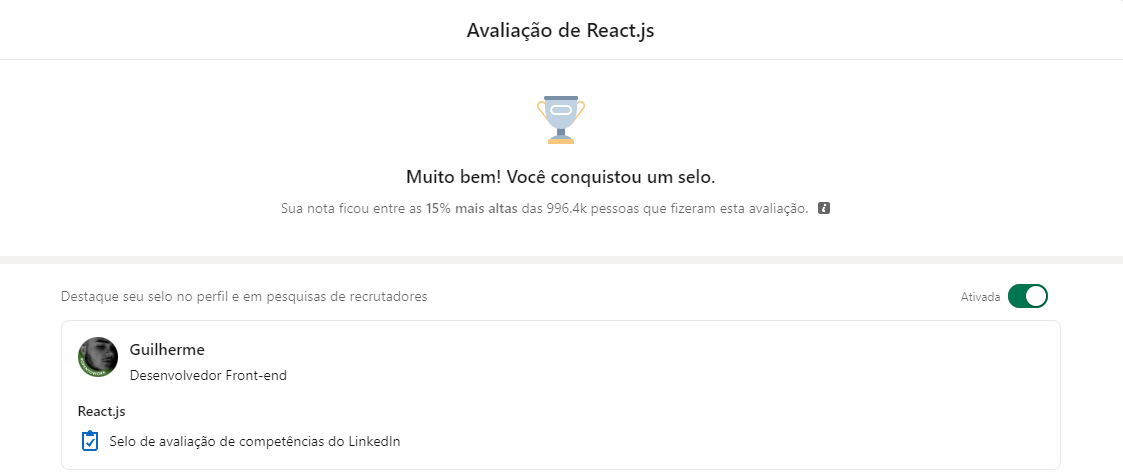 Avaliação de React.js
Muito bem! Você conquistou um selo.
Sua nota ficou entre as 15% mais altas das 996.4k pessoas que fizeram esta avaliação.
Destaque seu selo no perfil e em pesquisas de recrutadores
Ativada
Guilherme
Desenvolvedor Front-end
React.js
Selo de avaliação de competências do LinkedIn